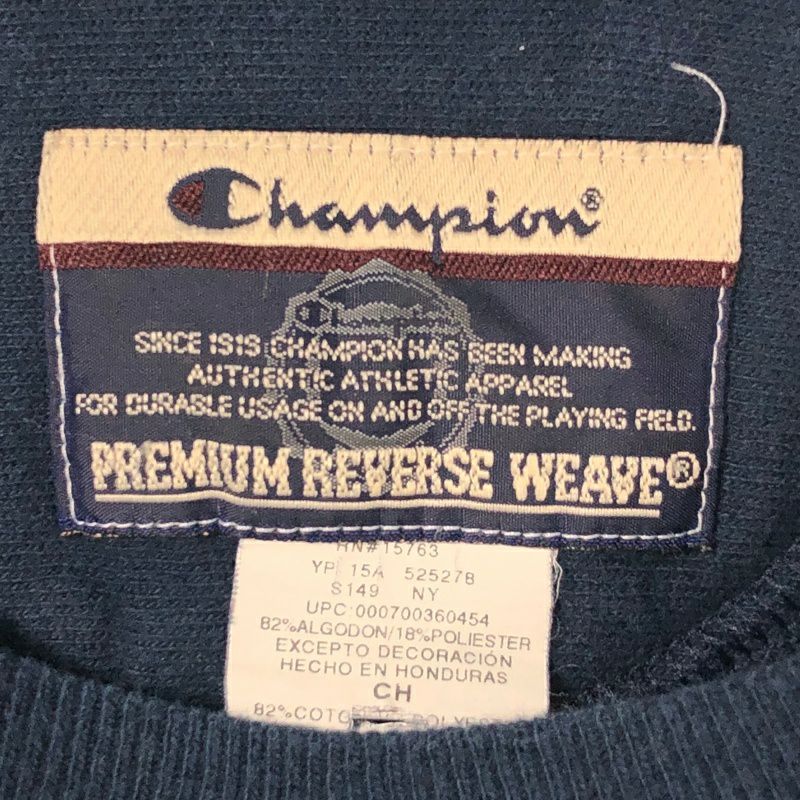 Champion®
SINCE 1919 CHAMPION HAS BEEN MAKING
AUTHENTIC ATHLETIC APPAREL
FOR DURABLE USAGE ON AND OFF THE PLAYING FIELD.
PREMIUM REVERSE WEAVE®
RN#15763
YP 15A 525278
S149 NY
UPC:000700360454
82%ALGODON/18%POLIESTER
EXCEPTO DECORACIÓN
HECHO EN HONDURAS
CH